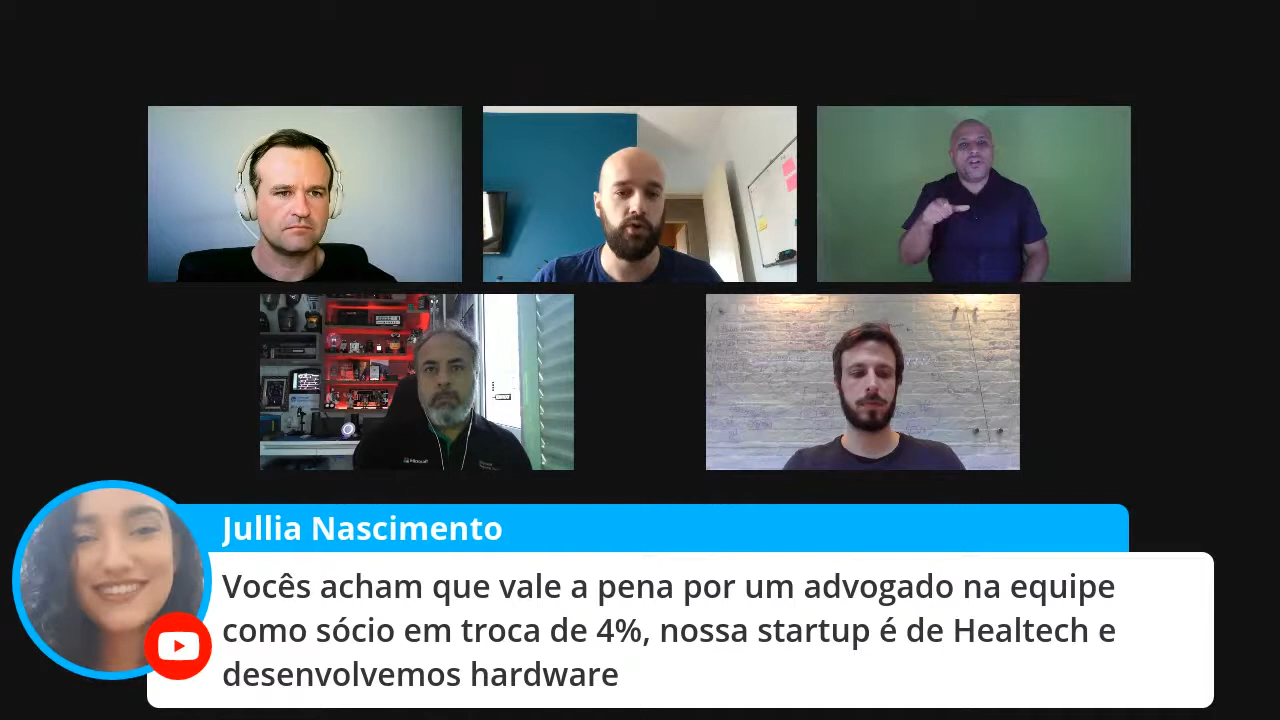 Jullia Nascimento
Vocês acham que vale a pena por um advogado na equipe
como sócio em troca de 4%, nossa startup é de Healtech e
desenvolvemos hardware